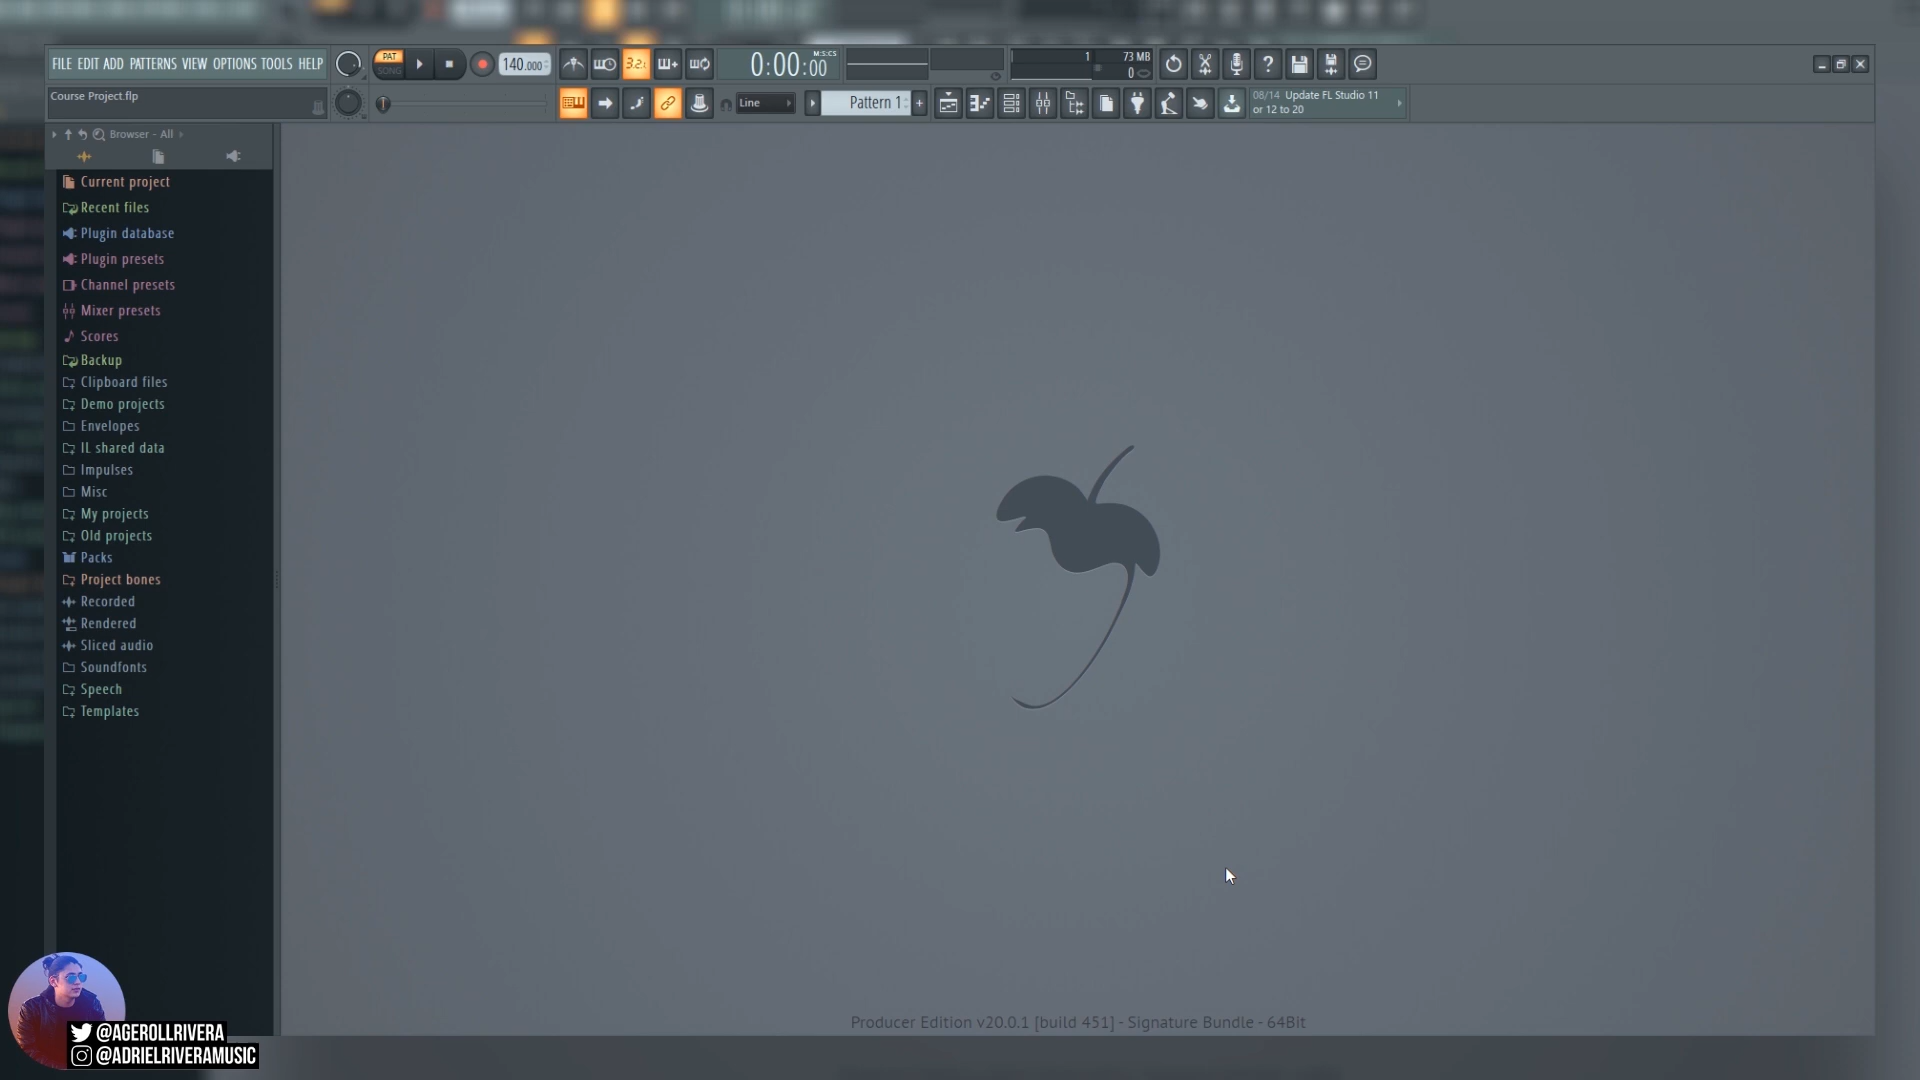 FILE EDIT ADD PATTERNS VIEW OPTIONS TOOLS HELP
PAT
SONG
140.000
3.2.1
M:S:CS
0:00:00
1
73 MB
0
Course Project.flp
Line
Pattern 1
+
08/14 Update FL Studio 11
or 12 to 20
Browser - All
Current project
Recent files
Plugin database
Plugin presets
Channel presets
Mixer presets
Scores
Backup
Clipboard files
Demo projects
Envelopes
IL shared data
Impulses
Misc
My projects
Old projects
Packs
Project bones
Recorded
Rendered
Sliced audio
Soundfonts
Speech
Templates
Producer Edition v20.0.1 [build 451] - Signature Bundle - 64Bit
@AGEROLLRIVERA
@ADRIELRIVERAMUSIC